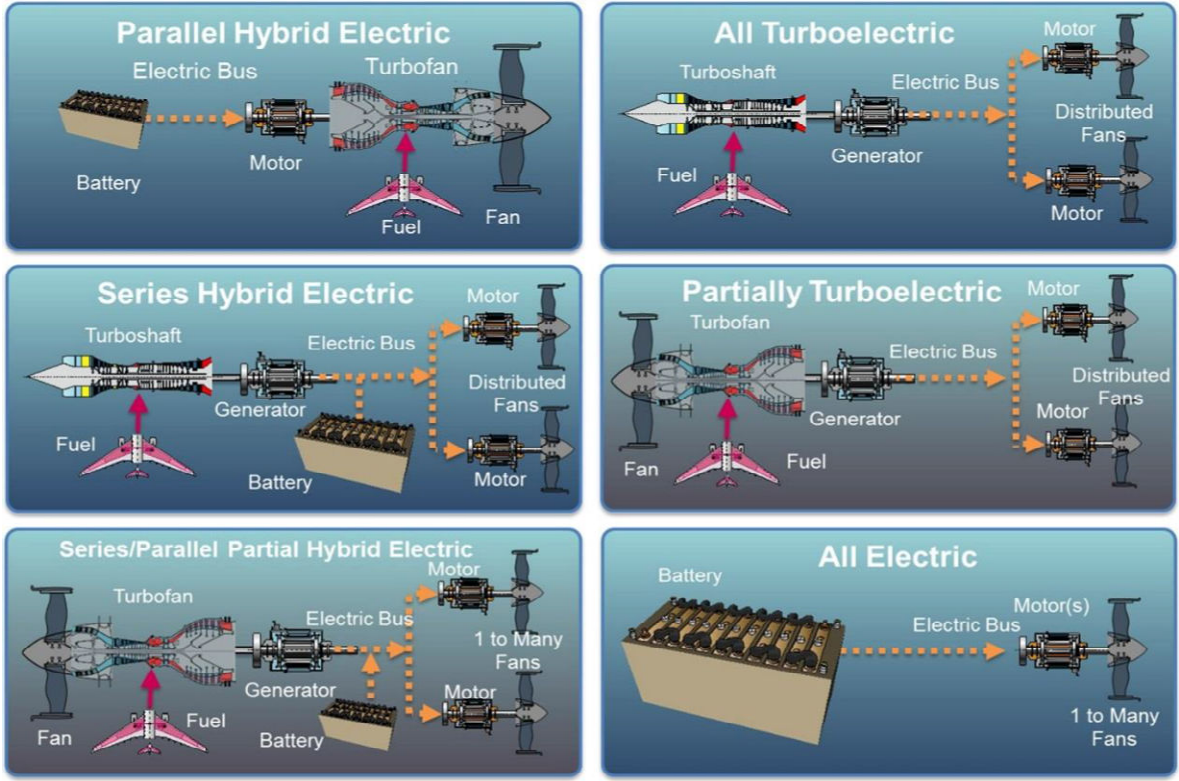 Parallel Hybrid Electric
Electric Bus
Turbofan
Motor
Battery
Fuel
Fan
All Turboelectric
Motor
Turboshaft
Electric Bus
Distributed
Fans
Generator
Fuel
Motor
Series Hybrid Electric
Motor
Turboshaft
Electric Bus
Distributed
Fans
Generator
Fuel
Battery
Motor
Partially Turboelectric
Motor
Turbofan
Electric Bus
Distributed
Fans
Motor
Generator
Fan
Fuel
Series/Parallel Partial Hybrid Electric
Motor
Turbofan
Electric Bus
1 to Many
Fans
Generator
Motor
Fuel
Fan
Battery
All Electric
Battery
Motor(s)
Electric Bus
1 to Many
Fans